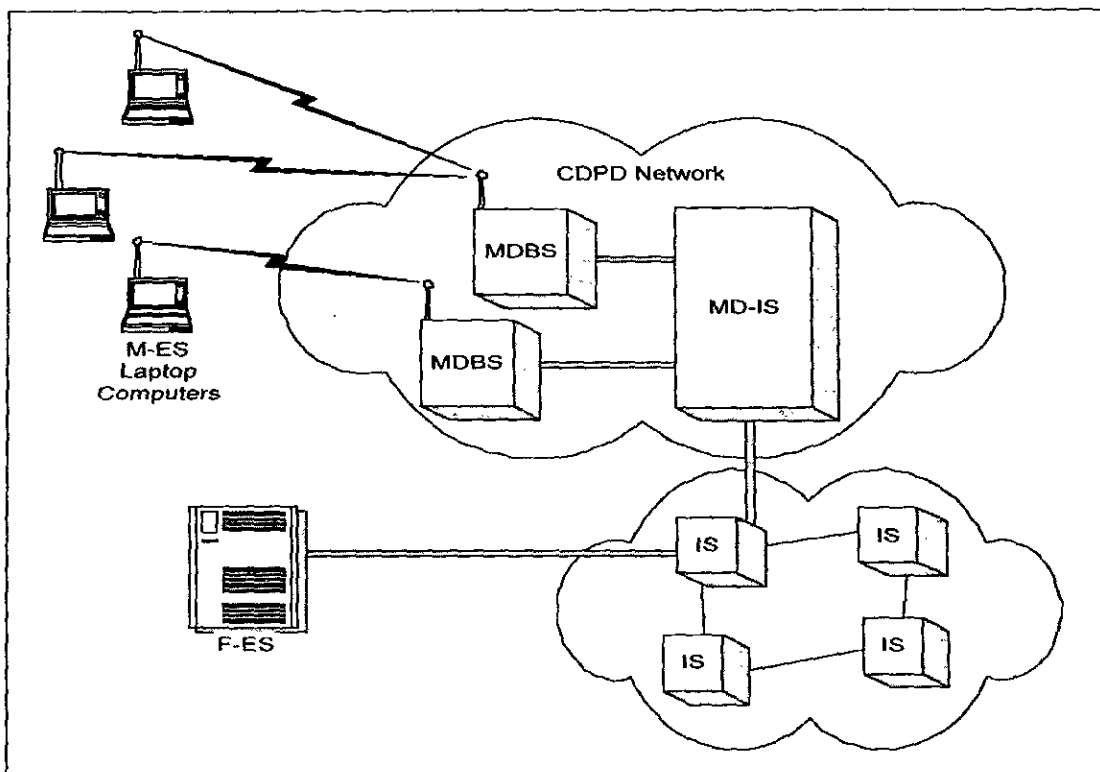 CDPD Network
MDBS
MD-IS
MDBS
M-ES
Laptop
Computers
IS
IS
F-ES
IS
IS